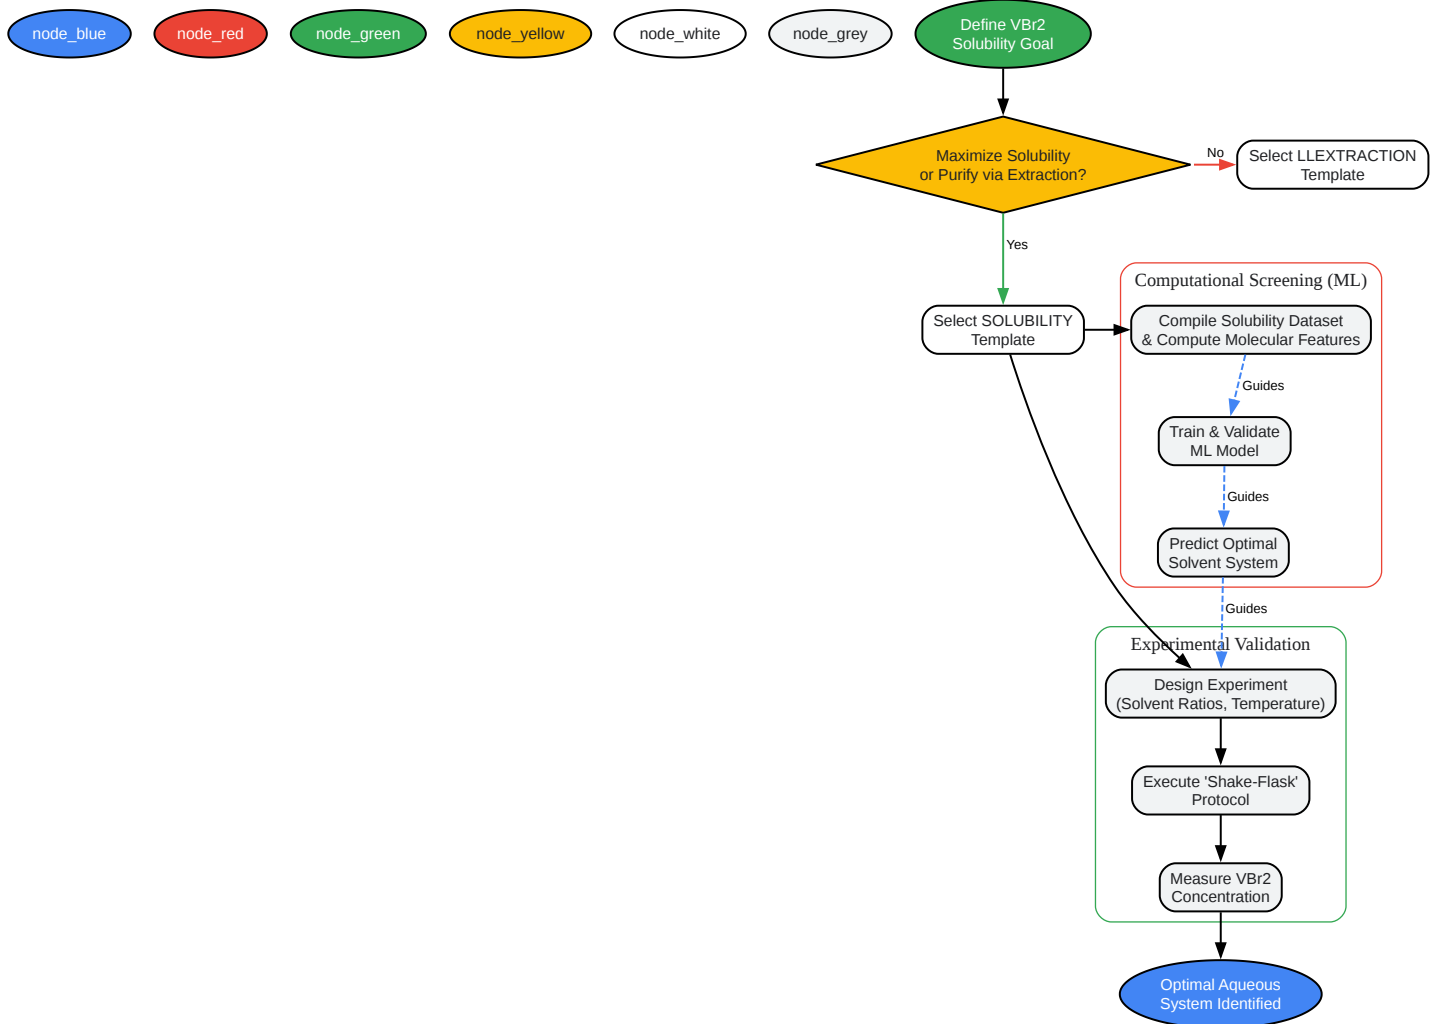 node_blue
node_red
node_green
node_yellow
node_white
node_grey
Define VBr2
Solubility Goal
Maximize Solubility
or Purify via Extraction?
No
Select LLEXTRACTION
Template
Yes
Select SOLUBILITY
Template
Computational Screening (ML)
Compile Solubility Dataset
& Compute Molecular Features
Guides
Train & Validate
ML Model
Guides
Predict Optimal
Solvent System
Guides
Experimental Validation
Design Experiment
(Solvent Ratios, Temperature)
Execute 'Shake-Flask'
Protocol
Measure VBr2
Concentration
Optimal Aqueous
System Identified